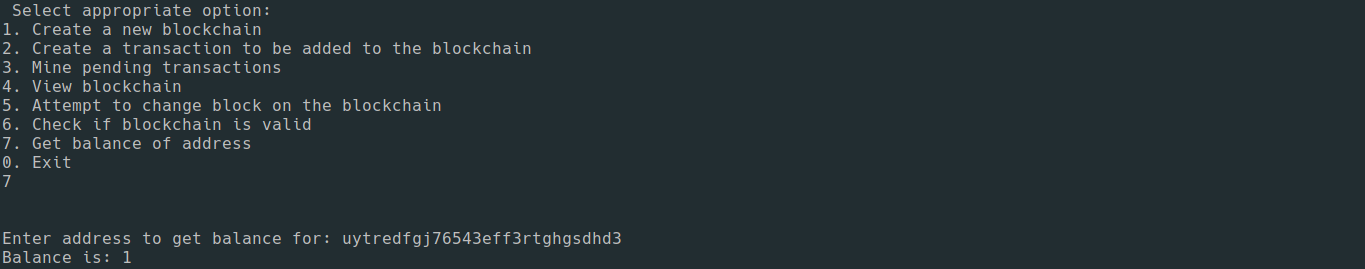 Select appropriate option:
1. Create a new blockchain
2. Create a transaction to be added to the blockchain
3. Mine pending transactions
4. View blockchain
5. Attempt to change block on the blockchain
6. Check if blockchain is valid
7. Get balance of address
0. Exit
7
Enter address to get balance for: uytredfgj76543eff3rtghgsdhd3
Balance is: 1